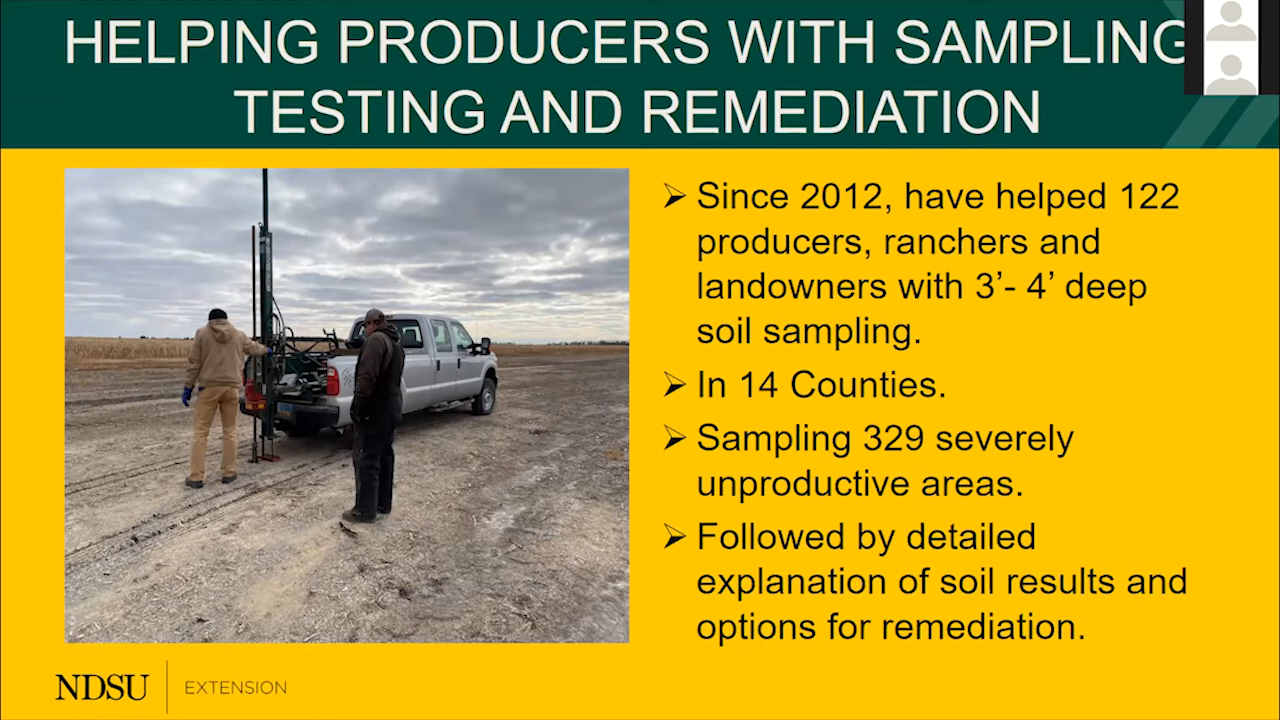 HELPING PRODUCERS WITH SAMPLING
TESTING AND REMEDIATION
➢ Since 2012, have helped 122
producers, ranchers and
landowners with 3’- 4’ deep
soil sampling.
➢ In 14 Counties.
➢ Sampling 329 severely
unproductive areas.
➢ Followed by detailed
explanation of soil results and
options for remediation.
NDSU EXTENSION